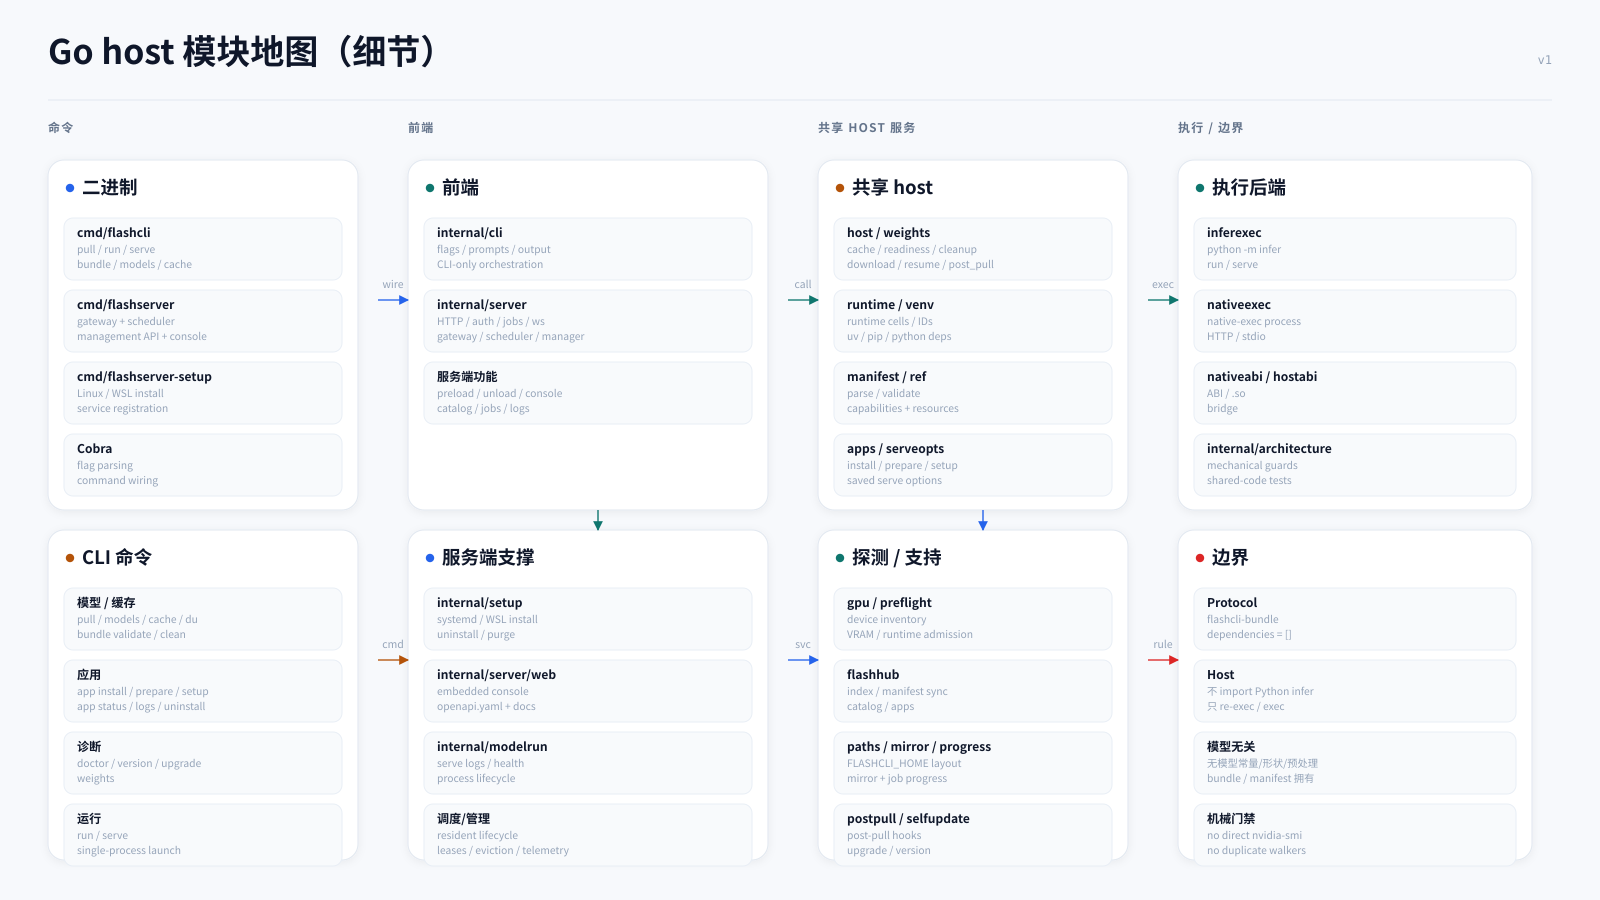 Go host 模块地图（细节）
v1
命令
前端
共享 HOST 服务
执行 / 边界
二进制
cmd/flashcli
pull / run / serve
bundle / models / cache
cmd/flashserver
gateway + scheduler
management API + console
cmd/flashserver-setup
Linux / WSL install
service registration
Cobra
flag parsing
command wiring
wire
前端
internal/cli
flags / prompts / output
CLI-only orchestration
internal/server
HTTP / auth / jobs / ws
gateway / scheduler / manager
服务端功能
preload / unload / console
catalog / jobs / logs
call
共享 host
host / weights
cache / readiness / cleanup
download / resume / post_pull
runtime / venv
runtime cells / IDs
uv / pip / python deps
manifest / ref
parse / validate
capabilities + resources
apps / serveopts
install / prepare / setup
saved serve options
exec
执行后端
inferexec
python -m infer
run / serve
nativeexec
native-exec process
HTTP / stdio
nativeabi / hostabi
ABI / .so
bridge
internal/architecture
mechanical guards
shared-code tests
CLI 命令
模型 / 缓存
pull / models / cache / du
bundle validate / clean
应用
app install / prepare / setup
app status / logs / uninstall
诊断
doctor / version / upgrade
weights
运行
run / serve
single-process launch
cmd
服务端支撑
internal/setup
systemd / WSL install
uninstall / purge
internal/server/web
embedded console
openapi.yaml + docs
internal/modelrun
serve logs / health
process lifecycle
调度/管理
resident lifecycle
leases / eviction / telemetry
svc
探测 / 支持
gpu / preflight
device inventory
VRAM / runtime admission
flashhub
index / manifest sync
catalog / apps
paths / mirror / progress
FLASHCLI_HOME layout
mirror + job progress
postpull / selfupdate
post-pull hooks
upgrade / version
rule
边界
Protocol
flashcli-bundle
dependencies = []
Host
不 import Python infer
只 re-exec / exec
模型无关
无模型常量/形状/预处理
bundle / manifest 拥有
机械门禁
no direct nvidia-smi
no duplicate walkers